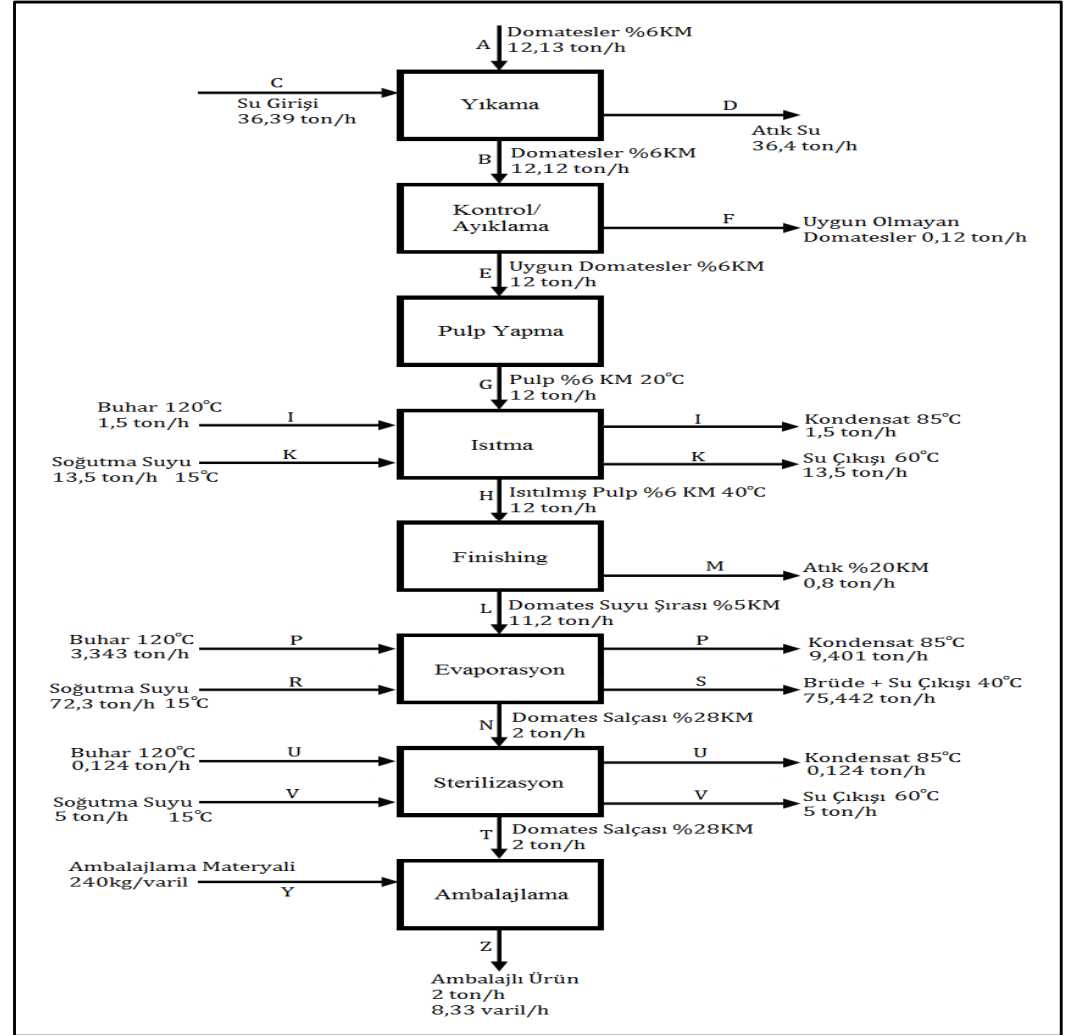 Domatesler %6KM
A
12,13 ton/h
C
Su Girişi
36,39 ton/h
Yıkama
D
Atık Su
36,4 ton/h
B
Domatesler %6KM
12,12 ton/h
Kontrol/
Ayıklama
F
Uygun Olmayan
Domatesler 0,12 ton/h
E
Uygun Domatesler %6KM
12 ton/h
Pulp Yapma
G
Pulp %6 KM 20°C
12 ton/h
Buhar 120°C
1,5 ton/h
I
Soğutma Suyu
13,5 ton/h 15°C
K
Isıtma
I
Kondensat 85°C
1,5 ton/h
K
Su Çıkışı 60°C
13,5 ton/h
H
Isıtılmış Pulp %6 KM 40°C
12 ton/h
Finishing
M
Atık %20KM
0,8 ton/h
L
Domates Suyu Şırası %5KM
11,2 ton/h
Buhar 120°C
3,343 ton/h
P
Soğutma Suyu
72,3 ton/h 15°C
R
Evaporasyon
P
Kondensat 85°C
9,401 ton/h
S
Brüde + Su Çıkışı 40°C
75,442 ton/h
N
Domates Salçası %28KM
2 ton/h
Buhar 120°C
0,124 ton/h
U
Soğutma Suyu
5 ton/h 15°C
V
Sterilizasyon
U
Kondensat 85°C
0,124 ton/h
V
Su Çıkışı 60°C
5 ton/h
T
Domates Salçası %28KM
2 ton/h
Ambalajlama Materyali
240kg/varil
Y
Ambalajlama
Z
Ambalajlı Ürün
2 ton/h
8,33 varil/h